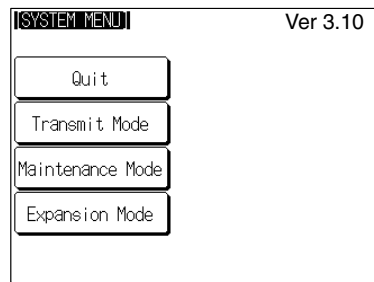 [SYSTEM MENU] Ver 3.10
Quit
Transmit Mode
Maintenance Mode
Expansion Mode